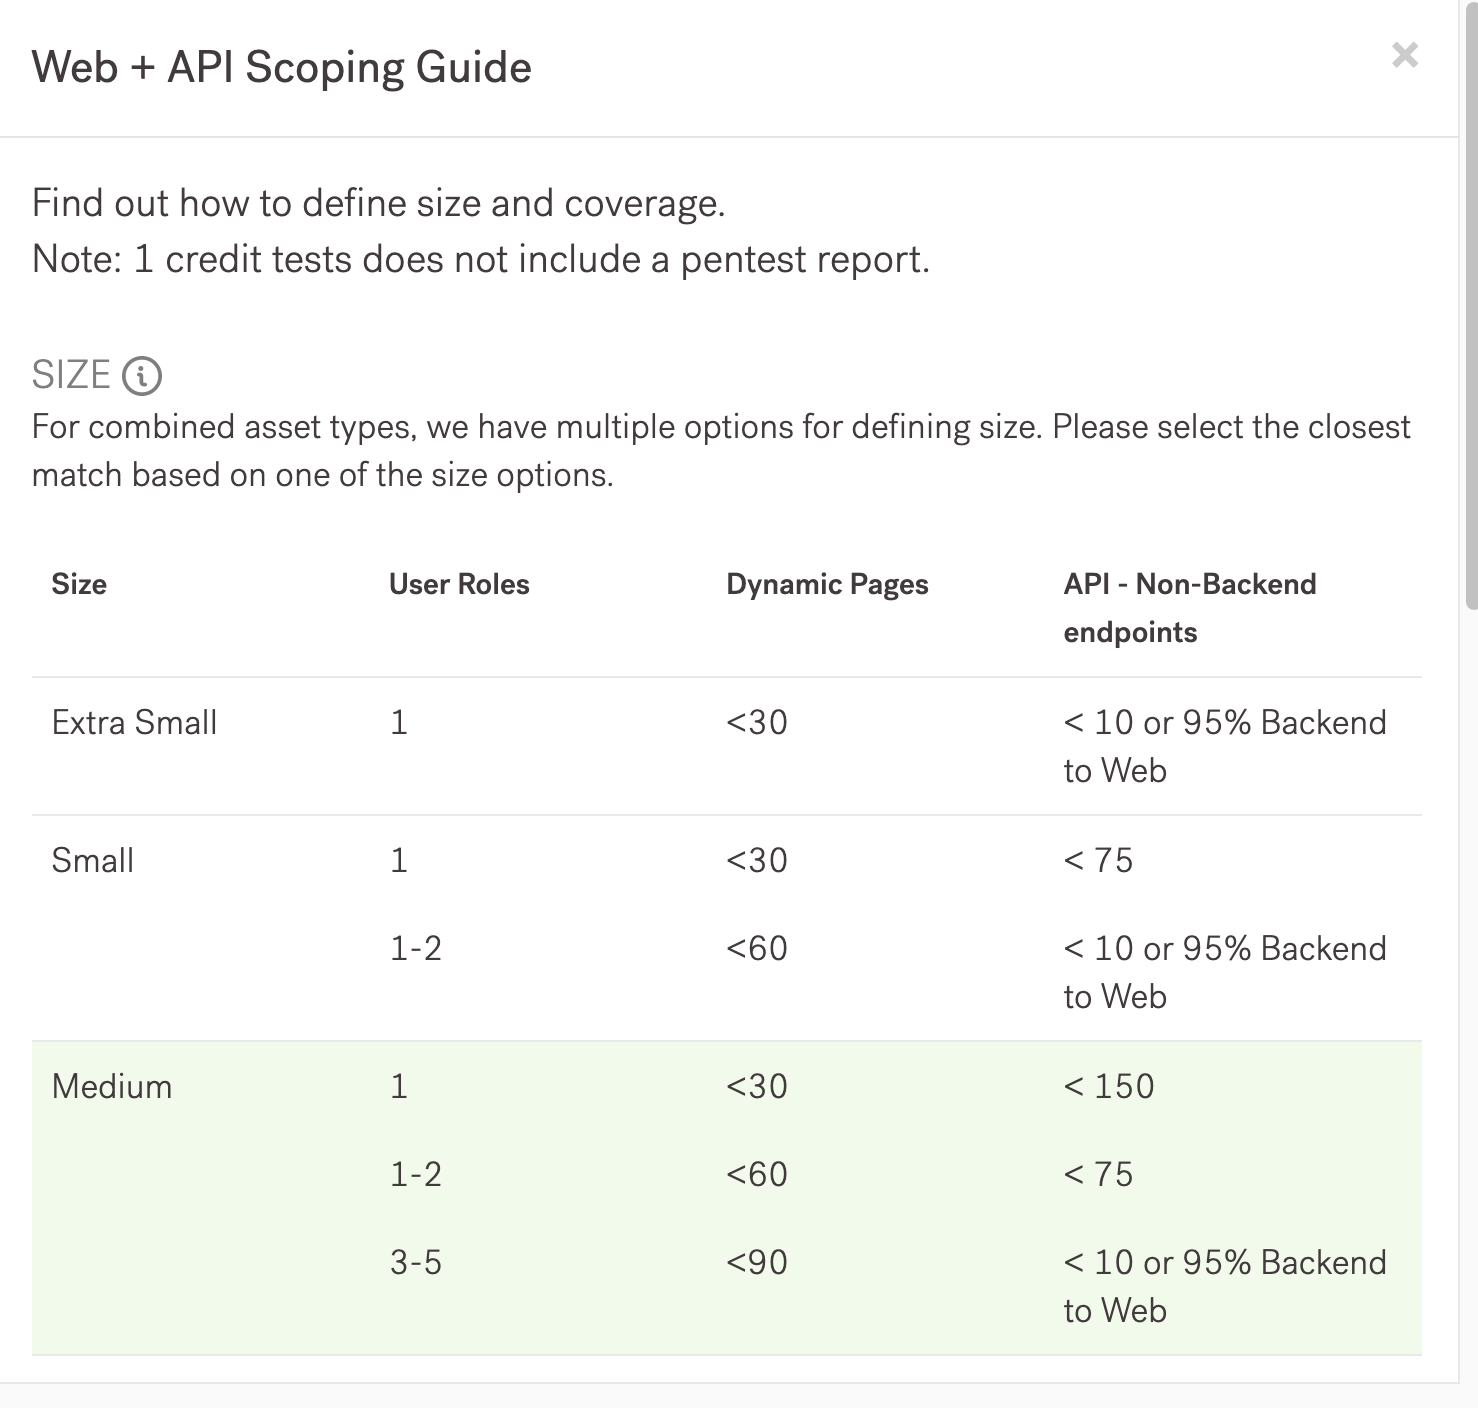 Web + API Scoping Guide
Find out how to define size and coverage.
Note: 1 credit tests does not include a pentest report.
SIZE
For combined asset types, we have multiple options for defining size. Please select the closest
match based on one of the size options.
Size User Roles Dynamic Pages API - Non-Backend
endpoints
Extra Small 1 <30 < 10 or 95% Backend
to Web
Small 1 <30 < 75
1-2 <60 < 10 or 95% Backend
to Web
Medium 1 <30 < 150
1-2 <60 < 75
3-5 <90 < 10 or 95% Backend
to Web